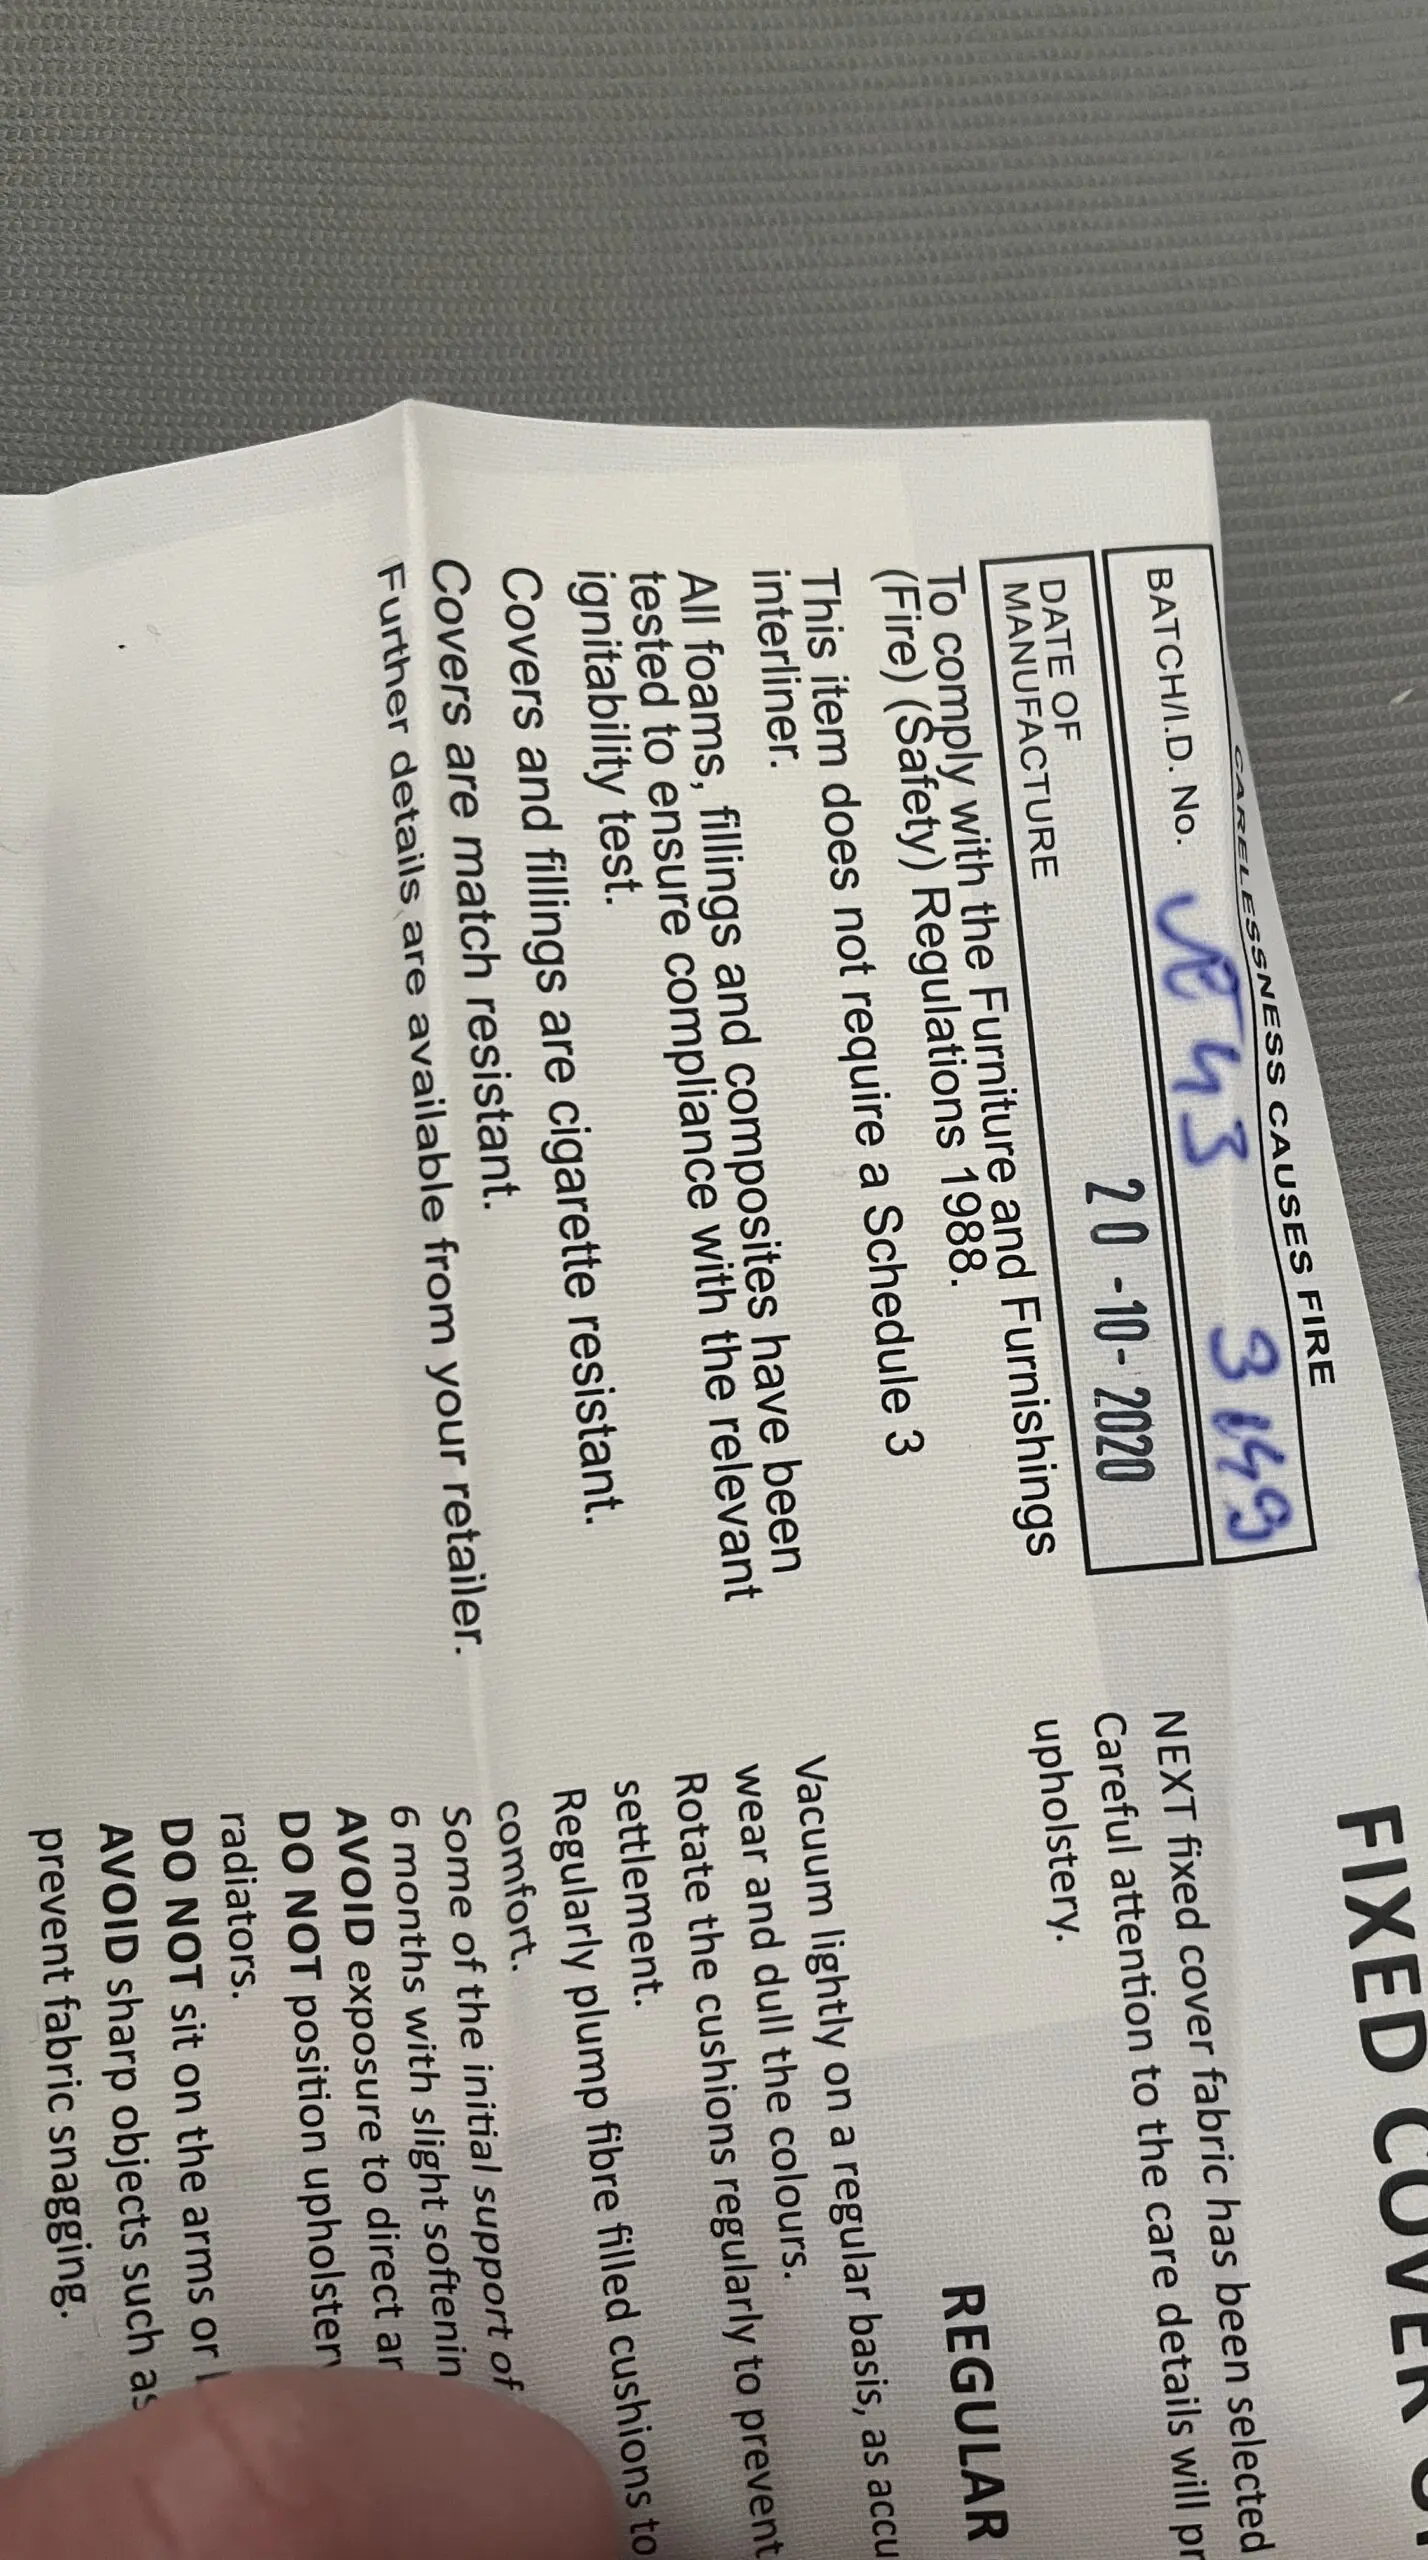 CARELESSNESS CAUSES FIRE
BATCH/I.D. No. 43 3149
DATE OF
MANUFACTURE 20-10-2020
To comply with the Furniture and Furnishings
(Fire) (Safety) Regulations 1988.
This item does not require a Schedule 3
interliner.
All foams, fillings and composites have been
tested to ensure compliance with the relevant
ignitability test.
Covers and fillings are cigarette resistant.
Covers are match resistant.
Further details are available from your retailer.
FIXED COVER
NEXT fixed cover fabric has been selected
Careful attention to the care details will pr
upholstery.
REGULAR
Vacuum lightly on a regular basis, as accu
wear and dull the colours.
Rotate the cushions regularly to prevent
settlement.
Regularly plump fibre filled cushions to
comfort.
Some of the initial support of
6 months with slight softenin
AVOID exposure to direct
DO NOT position upholster
radiators.
DO NOT sit on the arms or
AVOID sharp objects such as
prevent fabric snagging.